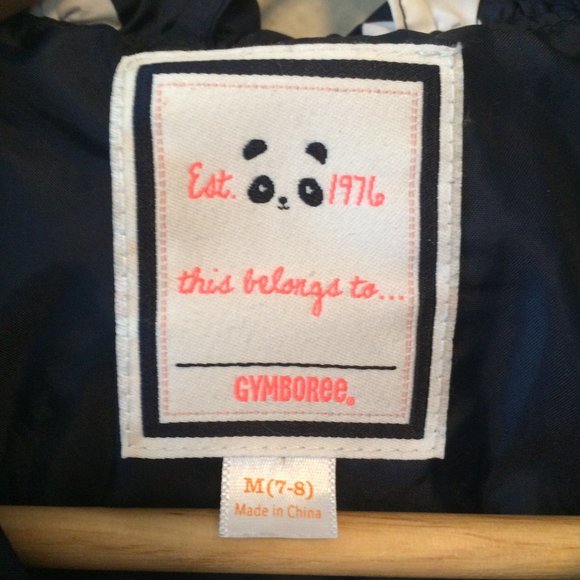 Est. 1976
this belongs to...
GYMBOREE®
M(7-8)
Made in China